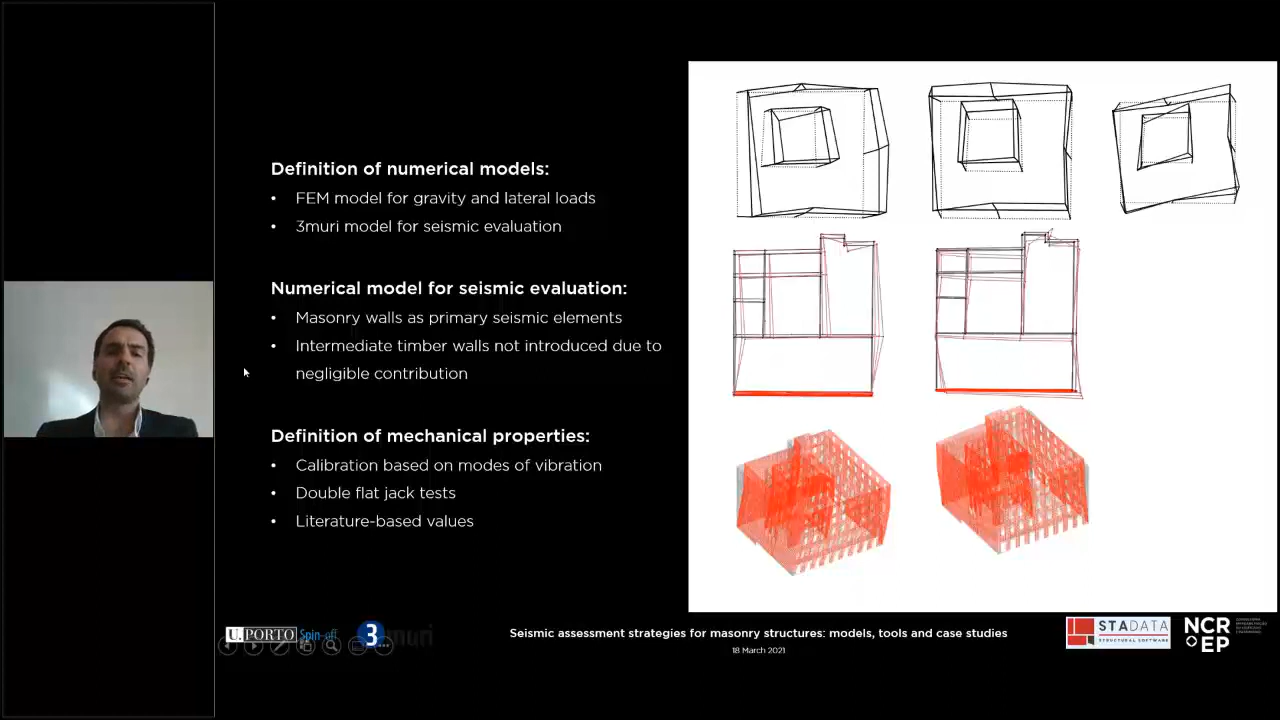 Definition of numerical models:
• FEM model for gravity and lateral loads
• 3muri model for seismic evaluation
Numerical model for seismic evaluation:
• Masonry walls as primary seismic elements
• Intermediate timber walls not introduced due to
negligible contribution
Definition of mechanical properties:
• Calibration based on modes of vibration
• Double flat jack tests
• Literature-based values
U.PORTO Spin-off
3muri
Seismic assessment strategies for masonry structures: models, tools and case studies
18 March 2021
STADATA
STRUCTURAL SOFTWARE
NCR
EP